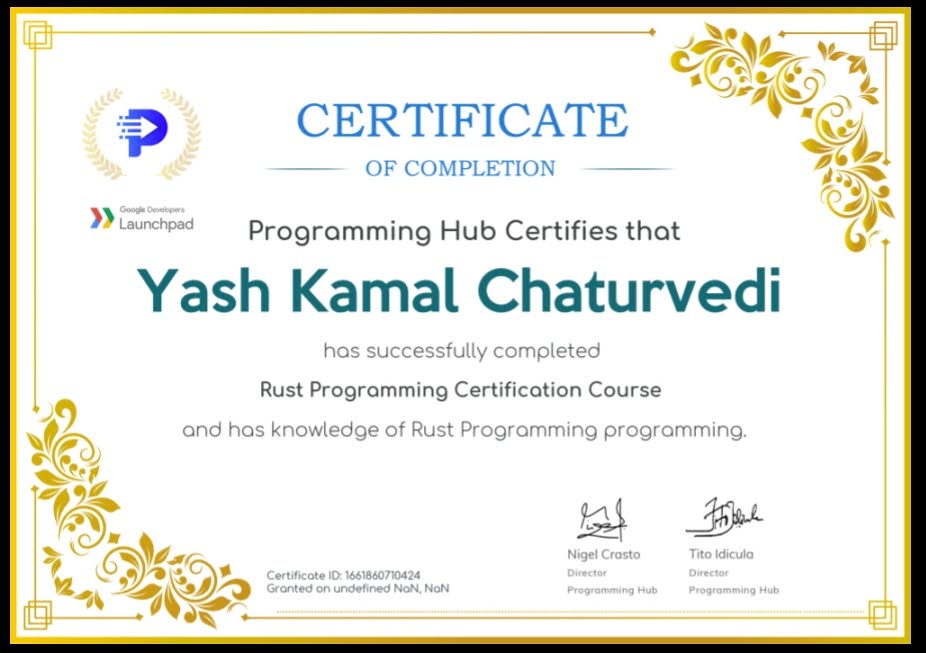 CERTIFICATE
OF COMPLETION
Google Developers
Launchpad
Programming Hub Certifies that
Yash Kamal Chaturvedi
has successfully completed
Rust Programming Certification Course
and has knowledge of Rust Programming programming.
Nigel Crasto
Director
Programming Hub
Tito Idicula
Director
Programming Hub
Certificate ID: 1661860710424
Granted on undefined NaN, NaN